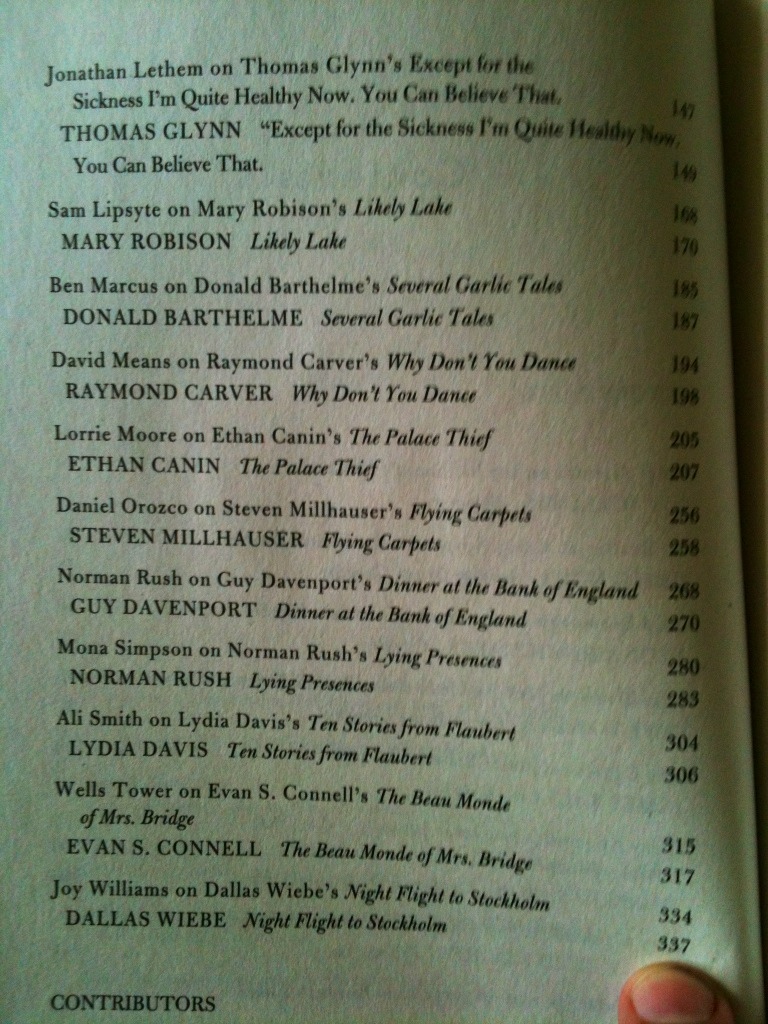 Jonathan Lethem on Thomas Glynn's Except for the
Sickness I'm Quite Healthy Now. You Can Believe That. 147
THOMAS GLYNN "Except for the Sickness I'm Quite Healthy Now.
You Can Believe That. 149
Sam Lipsyte on Mary Robison's Likely Lake 168
MARY ROBISON Likely Lake 170
Ben Marcus on Donald Barthelme's Several Garlic Tales 185
DONALD BARTHELME Several Garlic Tales 187
David Means on Raymond Carver's Why Don't You Dance 194
RAYMOND CARVER Why Don't You Dance 198
Lorrie Moore on Ethan Canin's The Palace Thief 205
ETHAN CANIN The Palace Thief 207
Daniel Orozco on Steven Millhauser's Flying Carpets 256
STEVEN MILLHAUSER Flying Carpets 258
Norman Rush on Guy Davenport's Dinner at the Bank of England 268
GUY DAVENPORT Dinner at the Bank of England 270
Mona Simpson on Norman Rush's Lying Presences 280
NORMAN RUSH Lying Presences 283
Ali Smith on Lydia Davis's Ten Stories from Flaubert 304
LYDIA DAVIS Ten Stories from Flaubert 306
Wells Tower on Evan S. Connell's The Beau Monde
of Mrs. Bridge 315
EVAN S. CONNELL The Beau Monde of Mrs. Bridge 317
Joy Williams on Dallas Wiebe's Night Flight to Stockholm 334
DALLAS WIEBE Night Flight to Stockholm 337
CONTRIBUTORS